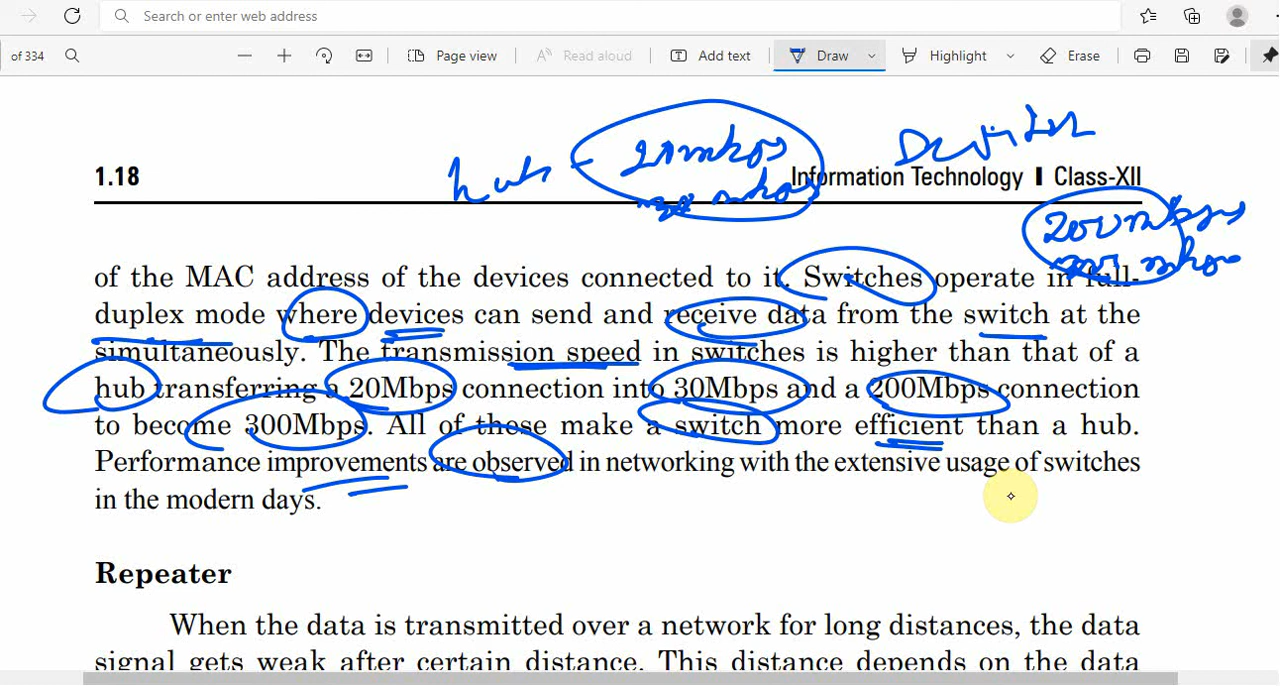 Search or enter web address
of 334 Page view Read aloud Add text Draw Highlight Erase
hub
1.18 Information Technology Class-XII
of the MAC address of the devices connected to it. Switches operate in full-
duplex mode where devices can send and receive data from the switch at the
simultaneously. The transmission speed in switches is higher than that of a
hub transferring a 20Mbps connection into 30Mbps and a 200Mbps connection
to become 300Mbps. All of these make a switch more efficient than a hub.
Performance improvements are observed in networking with the extensive usage of switches
in the modern days.
Repeater
When the data is transmitted over a network for long distances, the data
signal gets weak after certain distance. This distance depends on the data